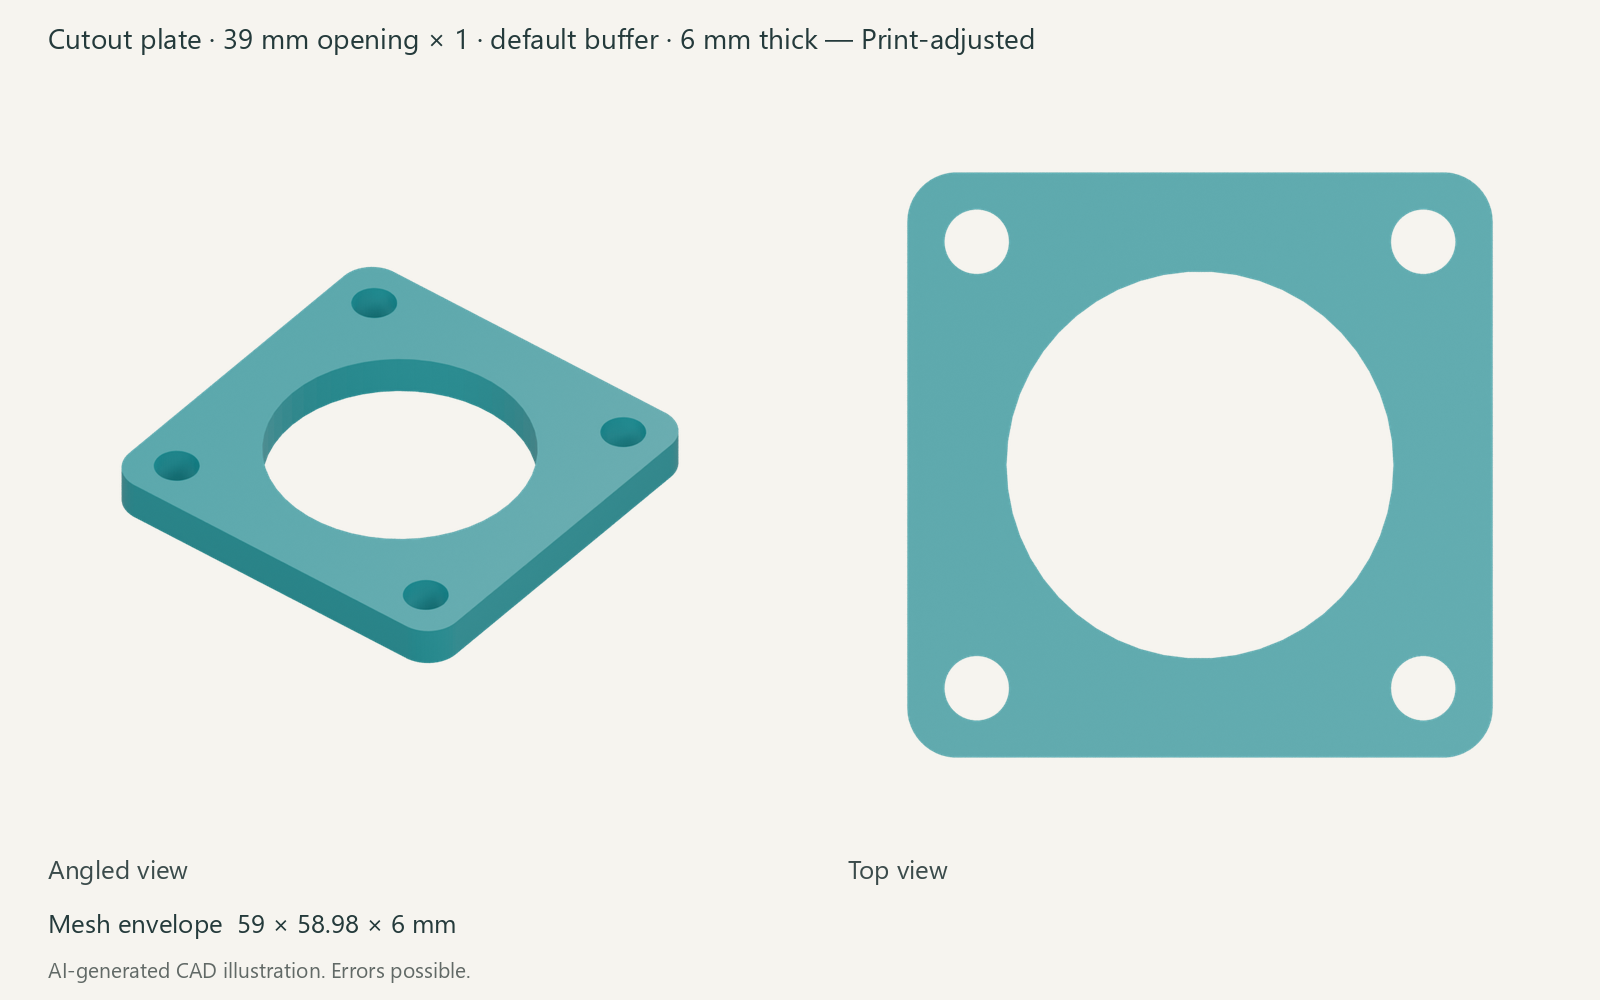 Cutout plate · 39 mm opening × 1 · default buffer · 6 mm thick — Print-adjusted
Angled view
Top view
Mesh envelope 59 × 58.98 × 6 mm
AI-generated CAD illustration. Errors possible.